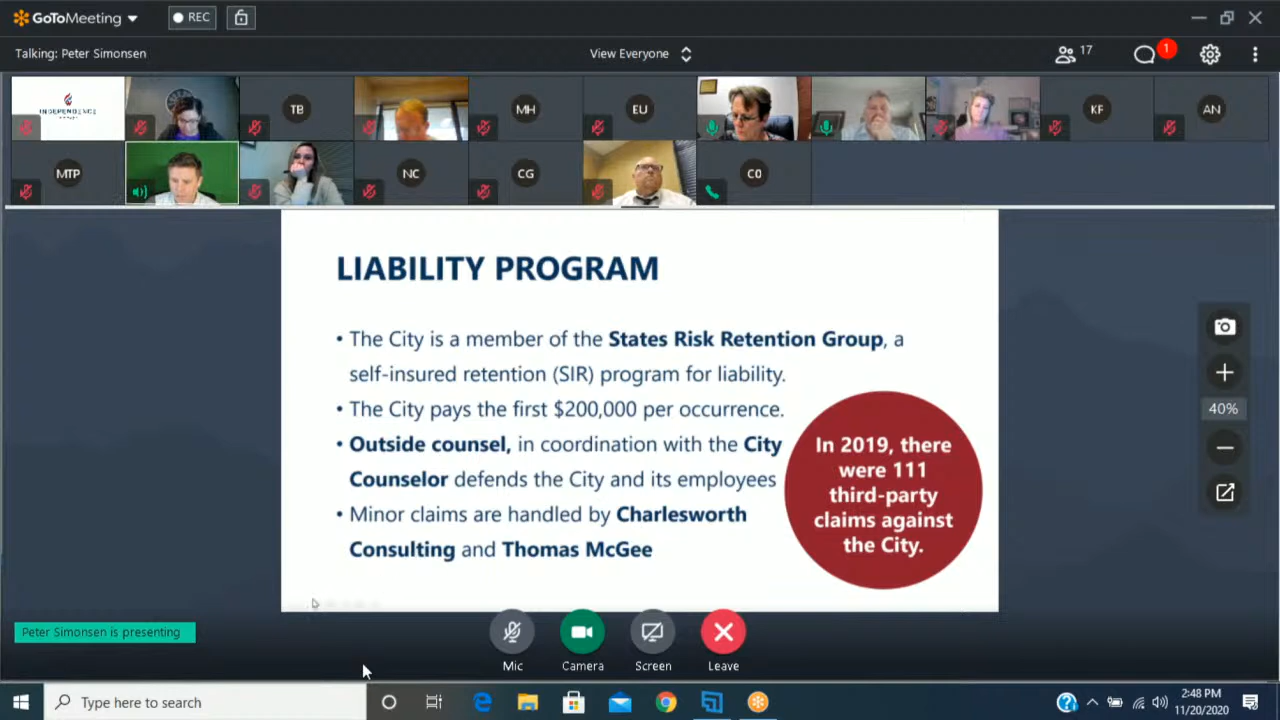 GoToMeeting
REC
Talking: Peter Simonsen
View Everyone
17
1
INDEPENDENCE
TB
MH
EU
KF
AN
MTP
NC
CG
C0
LIABILITY PROGRAM
• The City is a member of the States Risk Retention Group, a
self-insured retention (SIR) program for liability.
• The City pays the first $200,000 per occurrence.
• Outside counsel, in coordination with the City
Counselor defends the City and its employees
• Minor claims are handled by Charlesworth
Consulting and Thomas McGee
In 2019, there
were 111
third-party
claims against
the City.
40%
Peter Simonsen is presenting
Mic
Camera
Screen
Leave
Type here to search
2:48 PM
11/20/2020